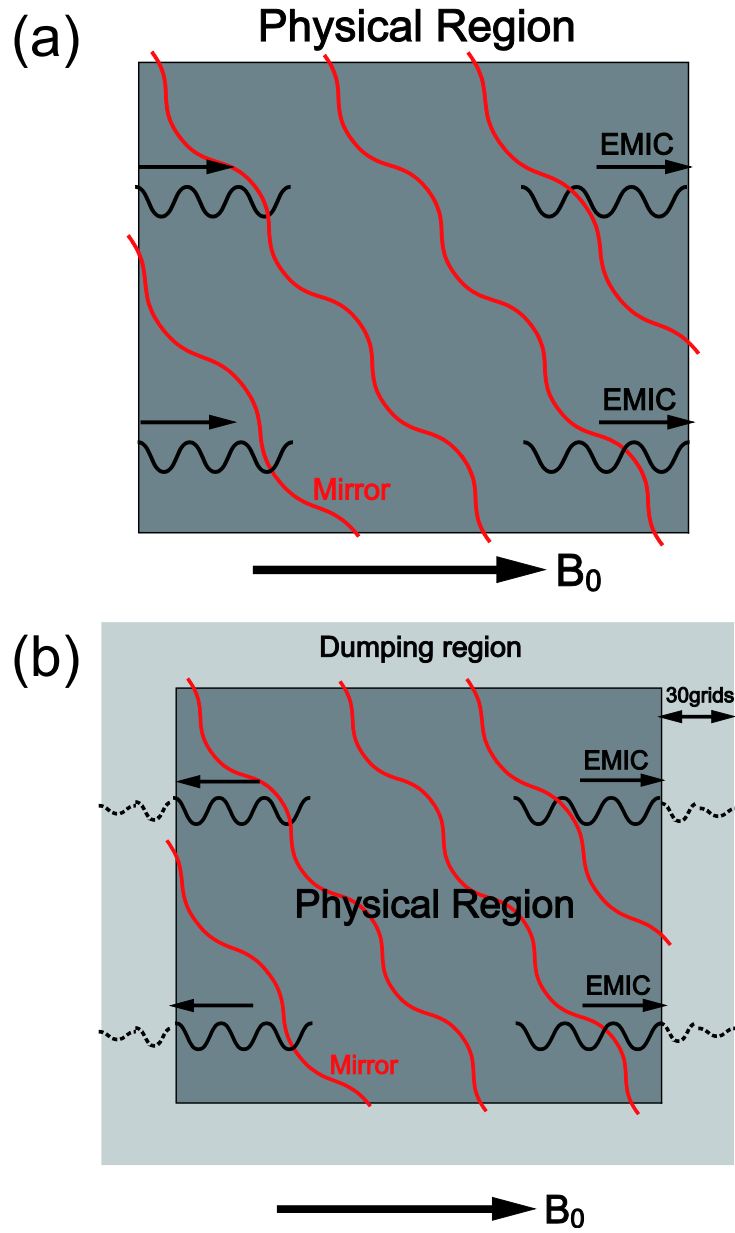 (a)
Physical Region
EMIC
EMIC
Mirror
B0
(b)
Dumping region
30grids
EMIC
Physical Region
EMIC
Mirror
B0